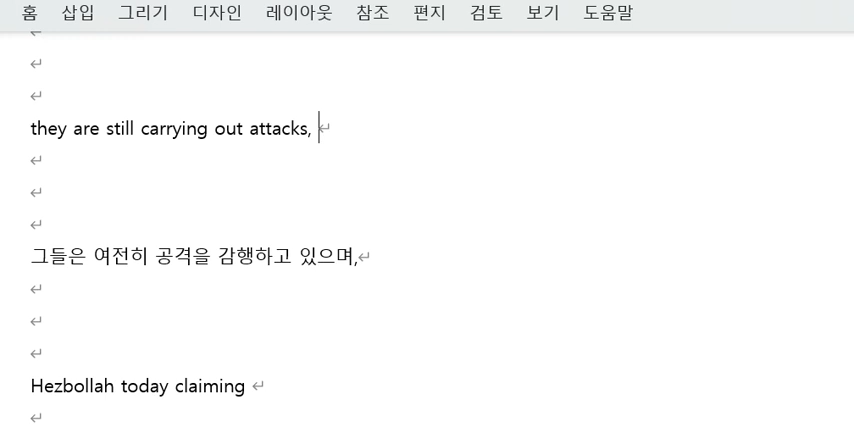 홈 삽입 그리기 디자인 레이아웃 참조 편지 검토 보기 도움말
they are still carrying out attacks,
그들은 여전히 공격을 감행하고 있으며,
Hezbollah today claiming